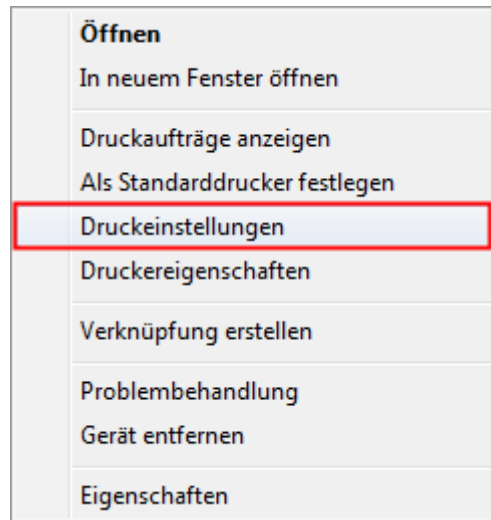 Öffnen
In neuem Fenster öffnen
Druckaufträge anzeigen
Als Standarddrucker festlegen
Druckeinstellungen
Druckereigenschaften
Verknüpfung erstellen
Problembehandlung
Gerät entfernen
Eigenschaften